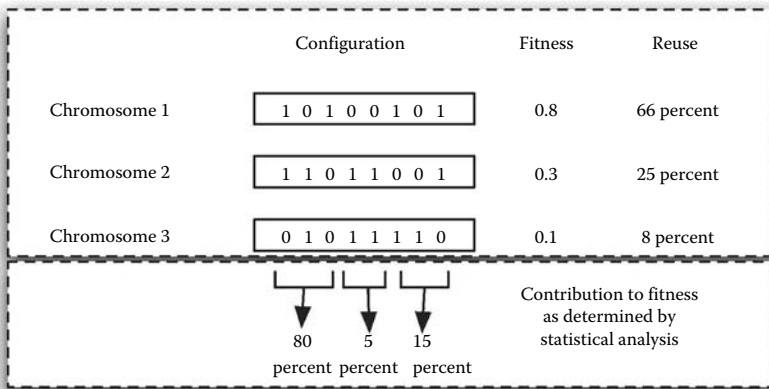 Configuration Fitness Reuse
Chromosome 1 1 0 1 0 0 1 0 1 0.8 66 percent
Chromosome 2 1 1 0 1 1 0 0 1 0.3 25 percent
Chromosome 3 0 1 0 1 1 1 1 0 0.1 8 percent
Contribution to fitness
as determined by
statistical analysis
80 5 15
percent percent percent